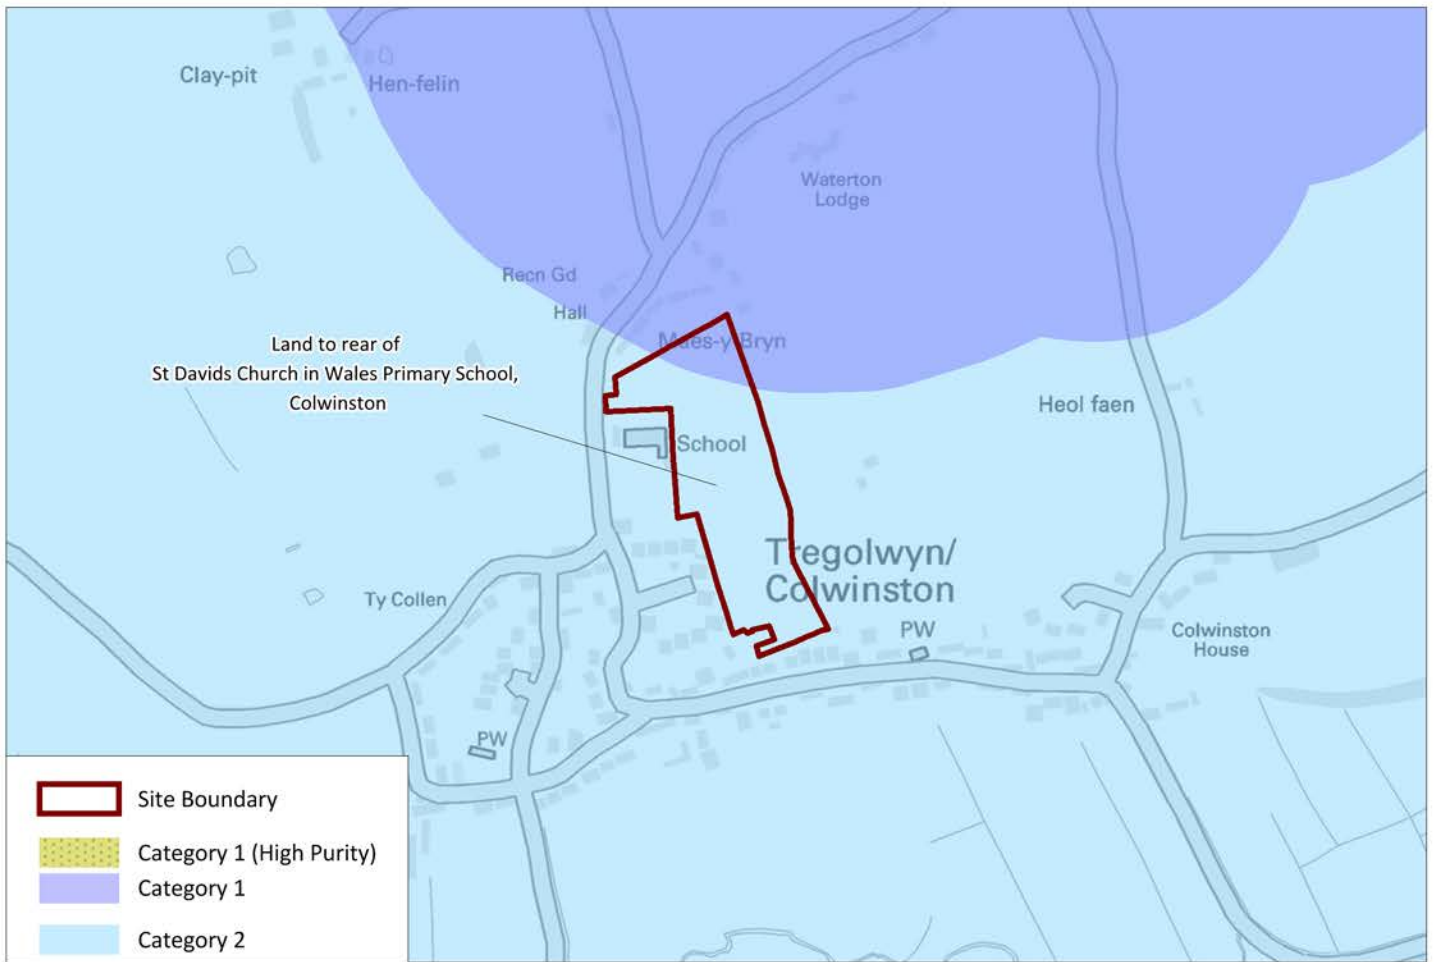 Clay-pit
Hen-felin
Waterton
Lodge
Recn Gd
Hall
Maes-y-Bryn
Land to rear of
St Davids Church in Wales Primary School,
Colwinston
Heol faen
School
Tregolwyn/
Colwinston
Ty Collen
PW
Colwinston
House
PW
Site Boundary
Category 1 (High Purity)
Category 1
Category 2